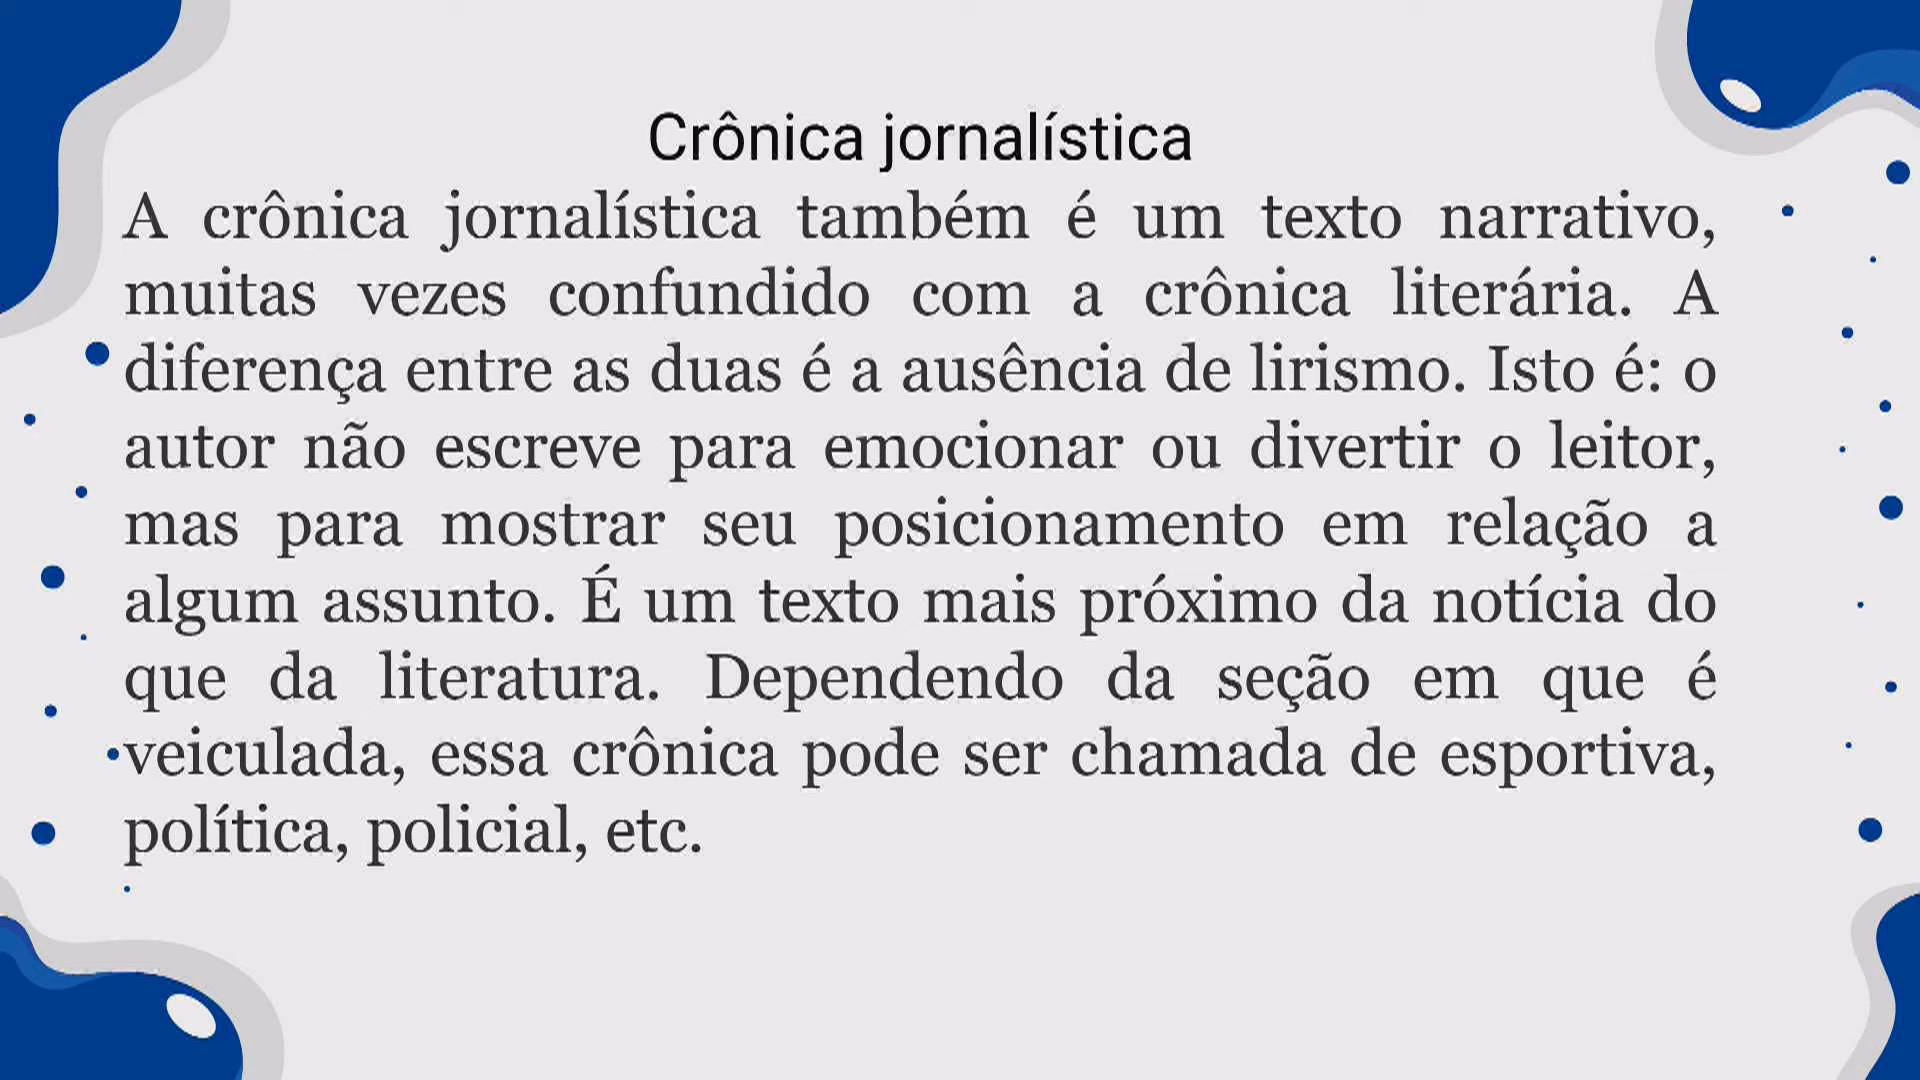 Crônica jornalística
A crônica jornalística também é um texto narrativo,
muitas vezes confundido com a crônica literária. A
diferença entre as duas é a ausência de lirismo. Isto é: o
autor não escreve para emocionar ou divertir o leitor,
mas para mostrar seu posicionamento em relação a
algum assunto. É um texto mais próximo da notícia do
que da literatura. Dependendo da seção em que é
veiculada, essa crônica pode ser chamada de esportiva,
política, policial, etc.